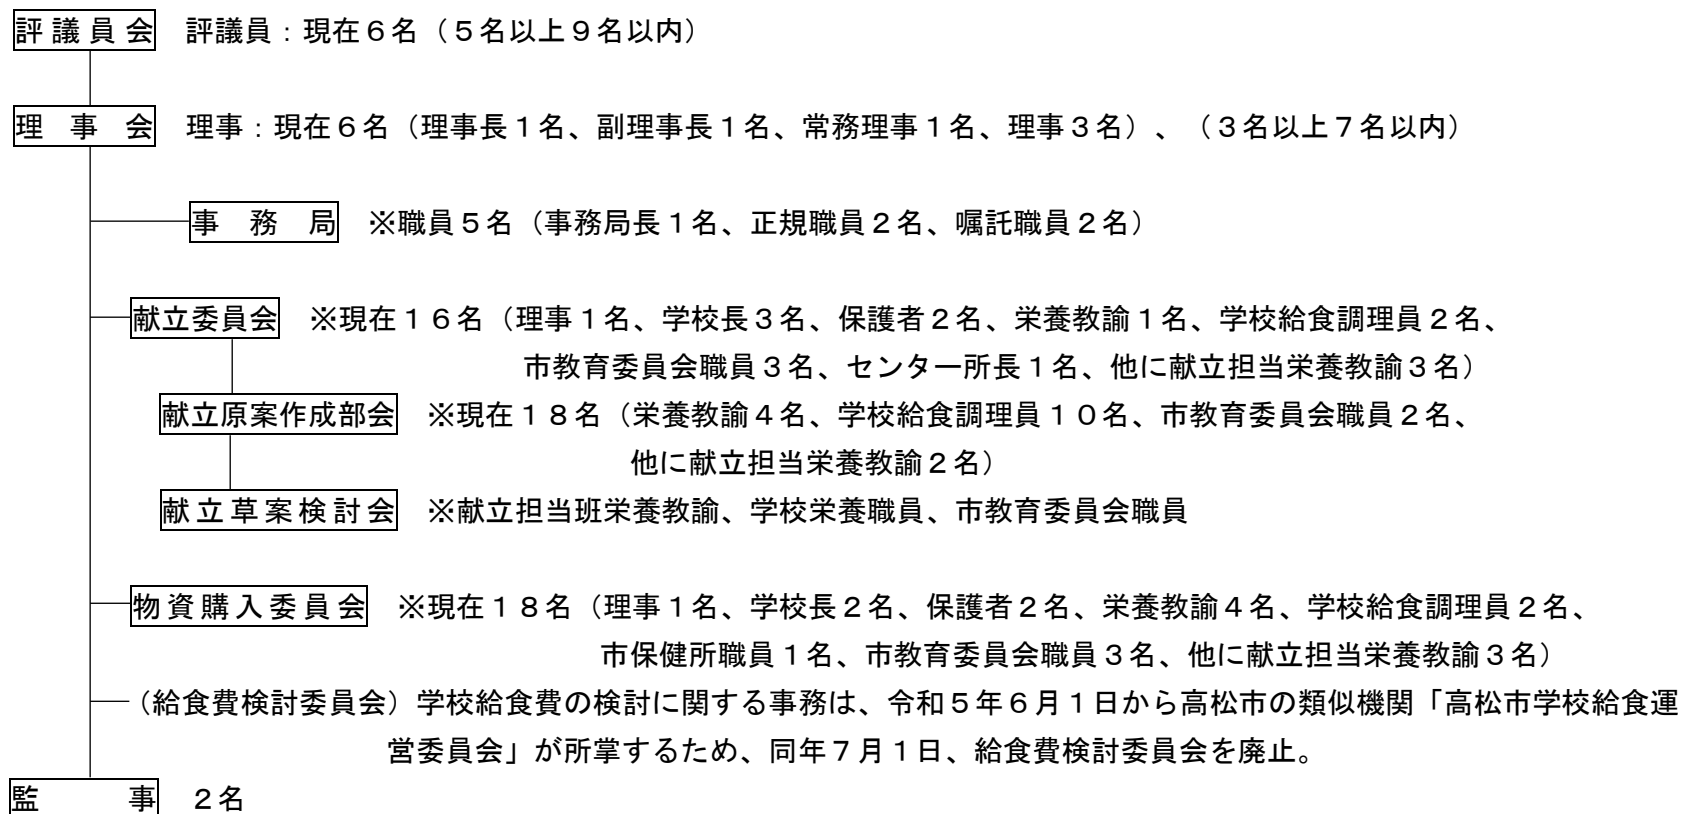 評議員会　評議員：現在６名（５名以上９名以内）
理事会　理事：現在６名（理事長１名、副理事長１名、常務理事１名、理事３名）、（３名以上７名以内）
事務局　※職員５名（事務局長１名、正規職員２名、嘱託職員２名）
献立委員会　※現在１６名（理事１名、学校長３名、保護者２名、栄養教諭１名、学校給食調理員２名、
市教育委員会職員３名、センター所長１名、他に献立担当栄養教諭３名）
献立原案作成部会　※現在１８名（栄養教諭４名、学校給食調理員１０名、市教育委員会職員２名、
他に献立担当栄養教諭２名）
献立草案検討会　※献立担当班栄養教諭、学校栄養職員、市教育委員会職員
物資購入委員会　※現在１８名（理事１名、学校長２名、保護者２名、栄養教諭４名、学校給食調理員２名、
市保健所職員１名、市教育委員会職員３名、他に献立担当栄養教諭３名）
（給食費検討委員会）学校給食費の検討に関する事務は、令和５年６月１日から高松市の類似機関「高松市学校給食運
営委員会」が所掌するため、同年７月１日、給食費検討委員会を廃止。
監事　２名